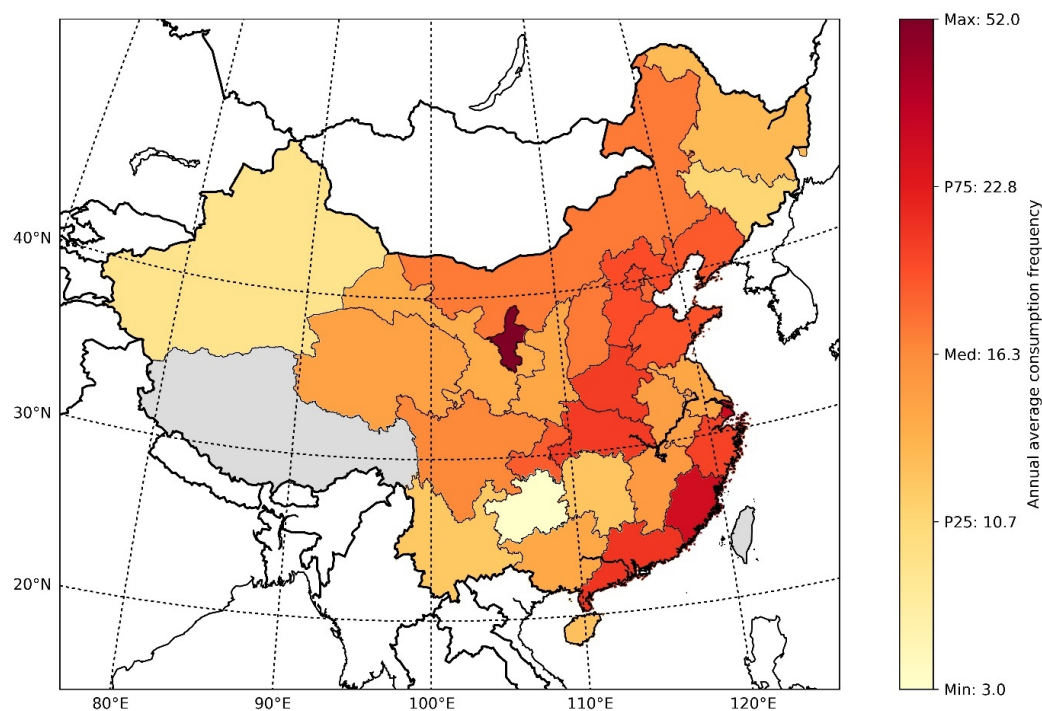 40°N
30°N
20°N
80°E
90°E
100°E
110°E
120°E
Max: 52.0
P75: 22.8
Med: 16.3
P25: 10.7
Min: 3.0
Annual average consumption frequency